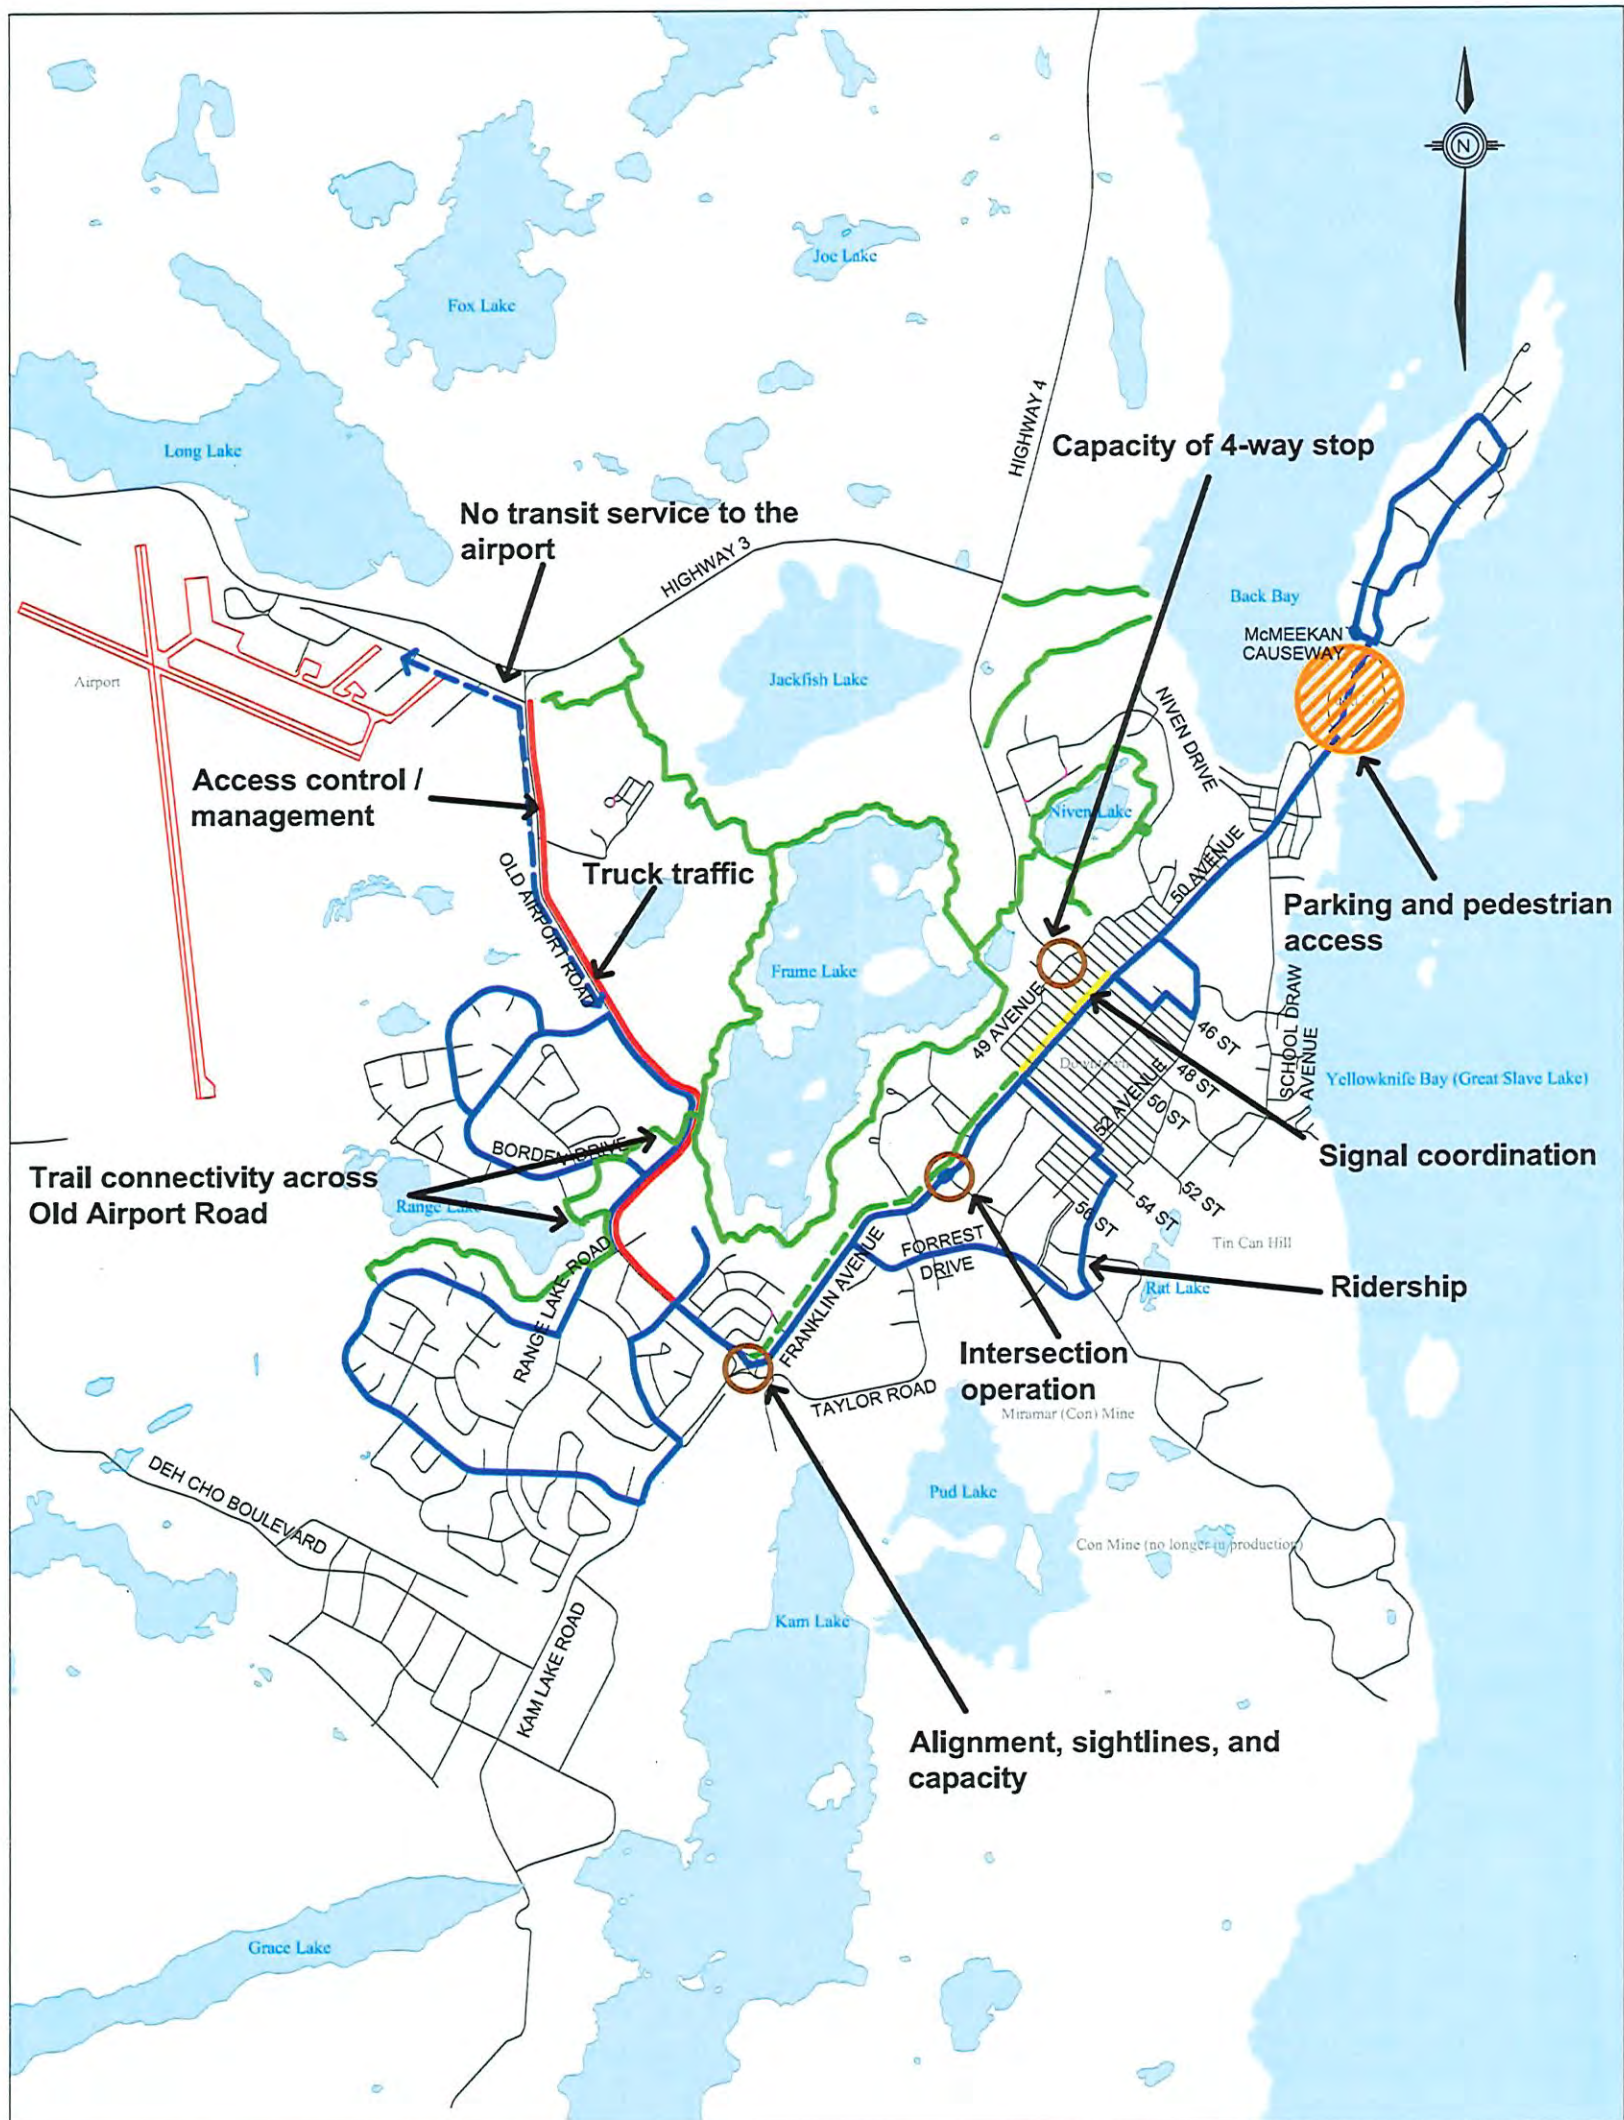 N
Joe Lake
Fox Lake
HIGHWAY 4
Capacity of 4-way stop
Long Lake
No transit service to the
airport
HIGHWAY 3
Back Bay
McMEEKAN
CAUSEWAY
Airport
Jackfish Lake
NIVEN DRIVE
Access control /
management
Niven Lake
OLD AIRPORT ROAD
Truck traffic
50 AVENUE
Parking and pedestrian
access
Frame Lake
49 AVENUE
SCHOOL DRAW
AVENUE
46 ST
Downtown
48 ST
Yellowknife Bay (Great Slave Lake)
52 AVENUE
50 ST
BORDEN DRIVE
Signal coordination
Trail connectivity across
Old Airport Road
Range Lake
52 ST
54 ST
56 ST
RANGE LAKE ROAD
FRANKLIN AVENUE
FORREST
DRIVE
Tin Can Hill
Rat Lake
Ridership
Intersection
operation
TAYLOR ROAD
Miramar (Con) Mine
DEH CHO BOULEVARD
Pud Lake
Con Mine (no longer in production)
Kam Lake
KAM LAKE ROAD
Alignment, sightlines, and
capacity
Grace Lake